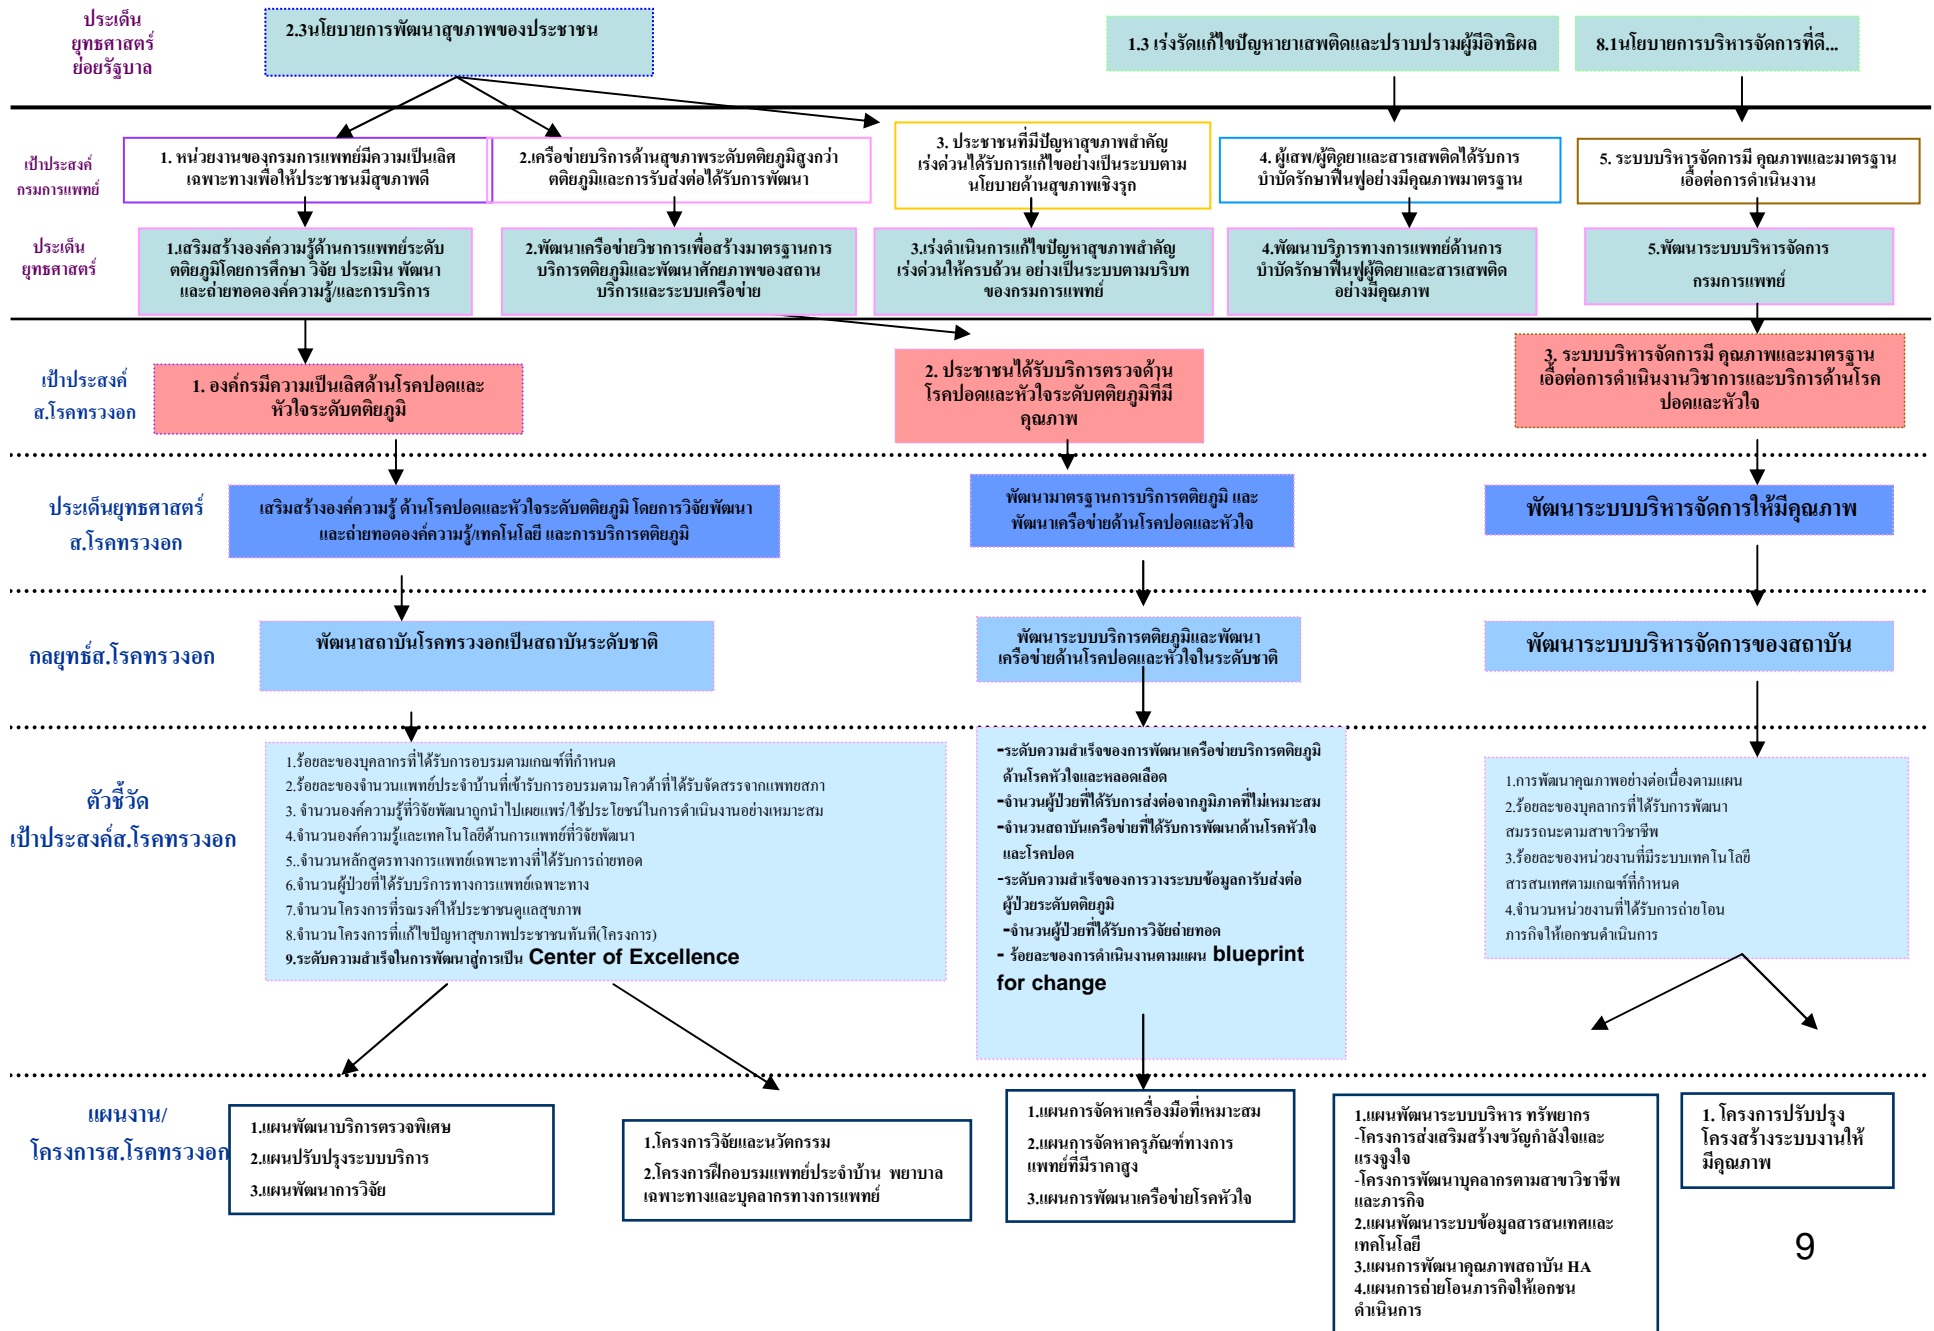 ประเด็น
ยุทธศาสตร์
ย่อยรัฐบาล
2.3นโยบายการพัฒนาสุขภาพของประชาชน
1.3 เร่งรัดแก้ไขปัญหายาเสพติดและปราบปรามผู้มีอิทธิผล
8.1นโยบายการบริหารจัดการที่ดี...
เป้าประสงค์
กรมการแพทย์
1. หน่วยงานของกรมการแพทย์มีความเป็นเลิศ
เฉพาะทางเพื่อให้ประชาชนมีสุขภาพดี
2.เครือข่ายบริการด้านสุขภาพระดับตติยภูมิสูงกว่า
ตติยภูมิและการรับส่งต่อได้รับการพัฒนา
3. ประชาชนที่มีปัญหาสุขภาพสำคัญ
เร่งด่วนได้รับการแก้ไขอย่างเป็นระบบตาม
นโยบายด้านสุขภาพเชิงรุก
4. ผู้เสพ/ผู้ติดยาและสารเสพติดได้รับการ
บำบัดรักษาฟื้นฟูอย่างมีคุณภาพมาตรฐาน
5. ระบบบริหารจัดการมี คุณภาพและมาตรฐาน
เอื้อต่อการดำเนินงาน
ประเด็น
ยุทธศาสตร์
1.เสริมสร้างองค์ความรู้ด้านการแพทย์ระดับ
ตติยภูมิโดยการศึกษา วิจัย ประเมิน พัฒนา
และถ่ายทอดองค์ความรู้/และการบริการ
2.พัฒนาเครือข่ายวิชาการเพื่อสร้างมาตรฐานการ
บริการตติยภูมิและพัฒนาศักยภาพของสถาน
บริการและระบบเครือข่าย
3.เร่งดำเนินการแก้ไขปัญหาสุขภาพสำคัญ
เร่งด่วนให้ครบถ้วน อย่างเป็นระบบตามบริบท
ของกรมการแพทย์
4.พัฒนาบริการทางการแพทย์ด้านการ
บำบัดรักษาฟื้นฟูผู้ติดยาและสารเสพติด
อย่างมีคุณภาพ
5.พัฒนาระบบบริหารจัดการ
กรมการแพทย์
เป้าประสงค์
ส.โรคทรวงอก
1. องค์กรมีความเป็นเลิศด้านโรคปอดและ
หัวใจระดับตติยภูมิ
2. ประชาชนได้รับบริการตรวจด้าน
โรคปอดและหัวใจระดับตติยภูมิที่มี
คุณภาพ
3. ระบบบริหารจัดการมี คุณภาพและมาตรฐาน
เอื้อต่อการดำเนินงานวิชาการและบริการด้านโรค
ปอดและหัวใจ
ประเด็นยุทธศาสตร์
ส.โรคทรวงอก
เสริมสร้างองค์ความรู้ ด้านโรคปอดและหัวใจระดับตติยภูมิ โดยการวิจัยพัฒนา
และถ่ายทอดองค์ความรู้/เทคโนโลยี และการบริการตติยภูมิ
พัฒนามาตรฐานการบริการตติยภูมิ และ
พัฒนาเครือข่ายด้านโรคปอดและหัวใจ
พัฒนาระบบบริหารจัดการให้มีคุณภาพ
กลยุทธ์ส.โรคทรวงอก
พัฒนาสถาบันโรคทรวงอกเป็นสถาบันระดับชาติ
พัฒนาระบบบริการตติยภูมิและพัฒนา
เครือข่ายด้านโรคปอดและหัวใจในระดับชาติ
พัฒนาระบบบริหารจัดการของสถาบัน
ตัวชี้วัด
เป้าประสงค์ส.โรคทรวงอก
1.ร้อยละของบุคลากรที่ได้รับการอบรมตามเกณฑ์ที่กำหนด
2.ร้อยละของจำนวนแพทย์ประจำบ้านที่เข้ารับการอบรมตามโควต้าที่ได้รับจัดสรรจากแพทยสภา
3. จำนวนองค์ความรู้ที่วิจัยพัฒนาถูกนำไปเผยแพร่/ใช้ประโยชน์ในการดำเนินงานอย่างเหมาะสม
4.จำนวนองค์ความรู้และเทคโนโลยีด้านการแพทย์ที่วิจัยพัฒนา
5..จำนวนหลักสูตรทางการแพทย์เฉพาะทางที่ได้รับการถ่ายทอด
6.จำนวนผู้ป่วยที่ได้รับบริการทางการแพทย์เฉพาะทาง
7.จำนวนโครงการที่รณรงค์ให้ประชาชนดูแลสุขภาพ
8.จำนวนโครงการที่แก้ไขปัญหาสุขภาพประชาชนทันที(โครงการ)
9.ระดับความสำเร็จในการพัฒนาสู่การเป็น Center of Excellence
-ระดับความสำเร็จของการพัฒนาเครือข่ายบริการตติยภูมิ
ด้านโรคหัวใจและหลอดเลือด
-จำนวนผู้ป่วยที่ได้รับการส่งต่อจากภูมิภาคที่ไม่เหมาะสม
-จำนวนสถาบันเครือข่ายที่ได้รับการพัฒนาด้านโรคหัวใจ
และโรคปอด
-ระดับความสำเร็จของการวางระบบข้อมูลการับส่งต่อ
ผู้ป่วยระดับตติยภูมิ
-จำนวนผู้ป่วยที่ได้รับการวิจัยถ่ายทอด
- ร้อยละของการดำเนินงานตามแผน blueprint
for change
1.การพัฒนาคุณภาพอย่างต่อเนื่องตามแผน
2.ร้อยละของบุคลากรที่ได้รับการพัฒนา
สมรรถนะตามสาขาวิชาชีพ
3.ร้อยละของหน่วยงานที่มีระบบเทคโนโลยี
สารสนเทศตามเกณฑ์ที่กำหนด
4.จำนวนหน่วยงานที่ได้รับการถ่ายโอน
ภารกิจให้เอกชนดำเนินการ
แผนงาน/
โครงการส.โรคทรวงอก
1.แผนพัฒนาบริการตรวจพิเศษ
2.แผนปรับปรุงระบบบริการ
3.แผนพัฒนาการวิจัย
1.โครงการวิจัยและนวัตกรรม
2.โครงการฝึกอบรมแพทย์ประจำบ้าน พยาบาล
เฉพาะทางและบุคลากรทางการแพทย์
1.แผนการจัดหาเครื่องมือที่เหมาะสม
2.แผนการจัดหาครุภัณฑ์ทางการ
แพทย์ที่มีราคาสูง
3.แผนการพัฒนาเครือข่ายโรคหัวใจ
1.แผนพัฒนาระบบบริหาร ทรัพยากร
-โครงการส่งเสริมสร้างขวัญกำลังใจและ
แรงจูงใจ
-โครงการพัฒนาบุคลากรตามสาขาวิชาชีพ
และภารกิจ
2.แผนพัฒนาระบบข้อมูลสารสนเทศและ
เทคโนโลยี
3.แผนการพัฒนาคุณภาพสถาบัน HA
4.แผนการถ่ายโอนภารกิจให้เอกชน
ดำเนินการ
1. โครงการปรับปรุง
โครงสร้างระบบงานให้
มีคุณภาพ
9